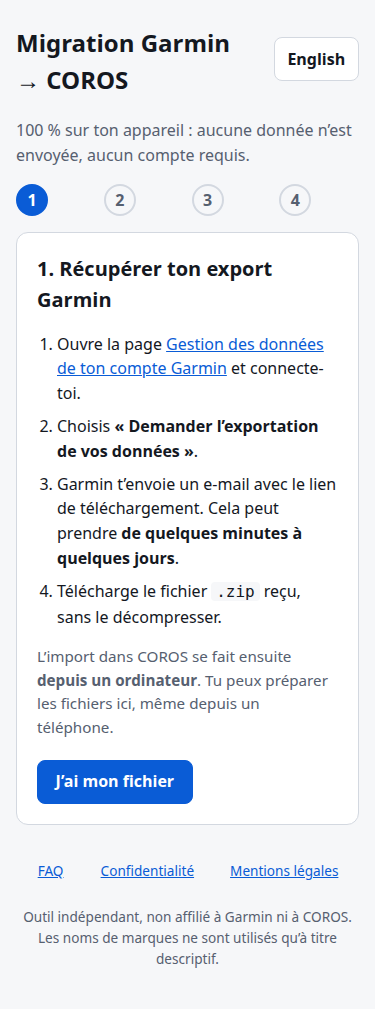 Migration Garmin
→ COROS
English
100 % sur ton appareil : aucune donnée n’est
envoyée, aucun compte requis.
1 2 3 4
1. Récupérer ton export
Garmin
1. Ouvre la page Gestion des données
de ton compte Garmin et connecte-
toi.
2. Choisis « Demander l’exportation
de vos données ».
3. Garmin t’envoie un e-mail avec le lien
de téléchargement. Cela peut
prendre de quelques minutes à
quelques jours.
4. Télécharge le fichier .zip reçu,
sans le décompresser.
L’import dans COROS se fait ensuite
depuis un ordinateur. Tu peux préparer
les fichiers ici, même depuis un
téléphone.
J’ai mon fichier
FAQ Confidentialité Mentions légales
Outil indépendant, non affilié à Garmin ni à COROS.
Les noms de marques ne sont utilisés qu’à titre
descriptif.